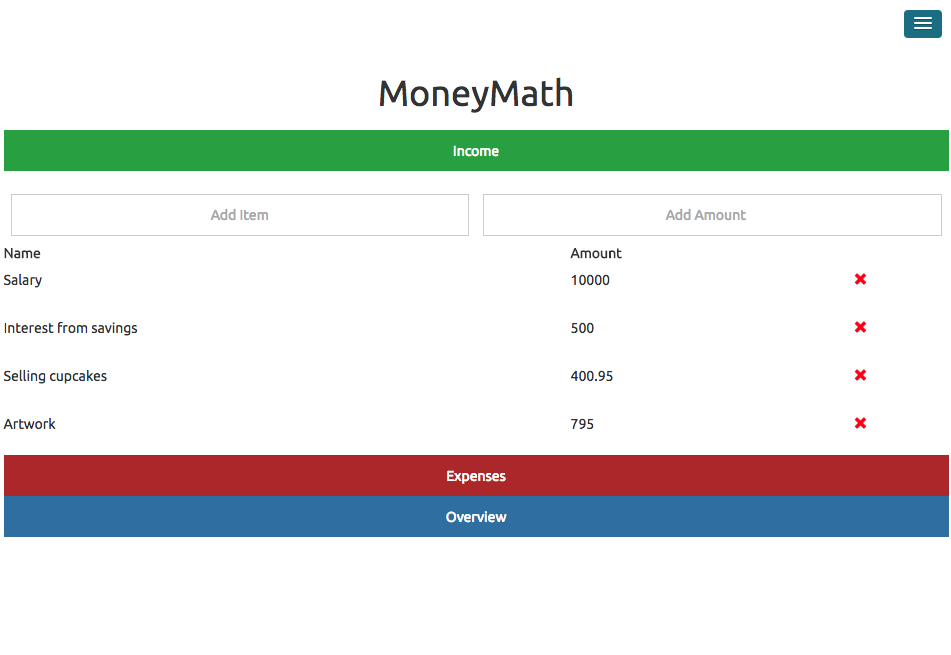 MoneyMath
Income
Add Item Add Amount
Name Amount
Salary 10000
Interest from savings 500
Selling cupcakes 400.95
Artwork 795
Expenses
Overview